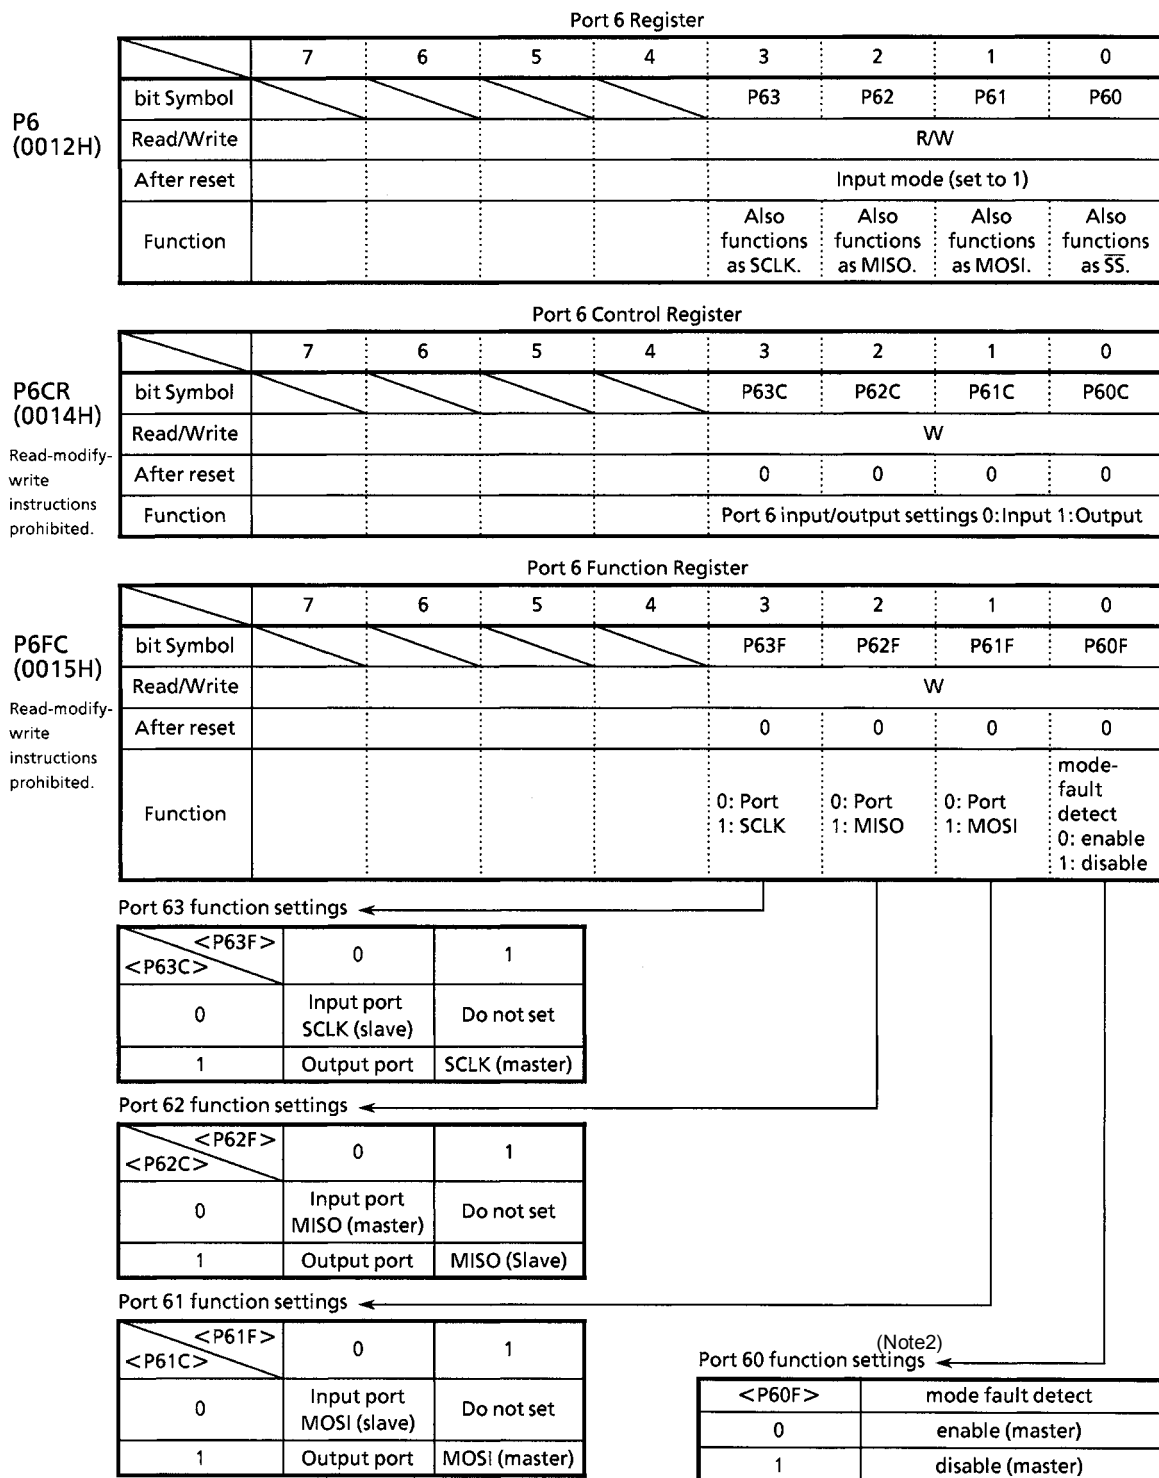 Port 6 Register
7 6 5 4 3 2 1 0
P6
(0012H)
bit Symbol P63 P62 P61 P60
Read/Write R/W
After reset Input mode (set to 1)
Function Also functions as SCLK. Also functions as MISO. Also functions as MOSI. Also functions as S̅S̅.
Port 6 Control Register
7 6 5 4 3 2 1 0
P6CR
(0014H)
Read-modify-
write
instructions
prohibited.
bit Symbol P63C P62C P61C P60C
Read/Write W
After reset 0 0 0 0
Function Port 6 input/output settings 0:Input 1:Output
Port 6 Function Register
7 6 5 4 3 2 1 0
P6FC
(0015H)
Read-modify-
write
instructions
prohibited.
bit Symbol P63F P62F P61F P60F
Read/Write W
After reset 0 0 0 0
Function 0: Port 1: SCLK 0: Port 1: MISO 0: Port 1: MOSI mode-fault detect 0: enable 1: disable
Port 63 function settings
<P63F> 0 1
<P63C>
0 Input port SCLK (slave) Do not set
1 Output port SCLK (master)
Port 62 function settings
<P62F> 0 1
<P62C>
0 Input port MISO (master) Do not set
1 Output port MISO (Slave)
Port 61 function settings
<P61F> 0 1
<P61C>
0 Input port MOSI (slave) Do not set
1 Output port MOSI (master)
(Note2)
Port 60 function settings
<P60F> mode fault detect
0 enable (master)
1 disable (master)